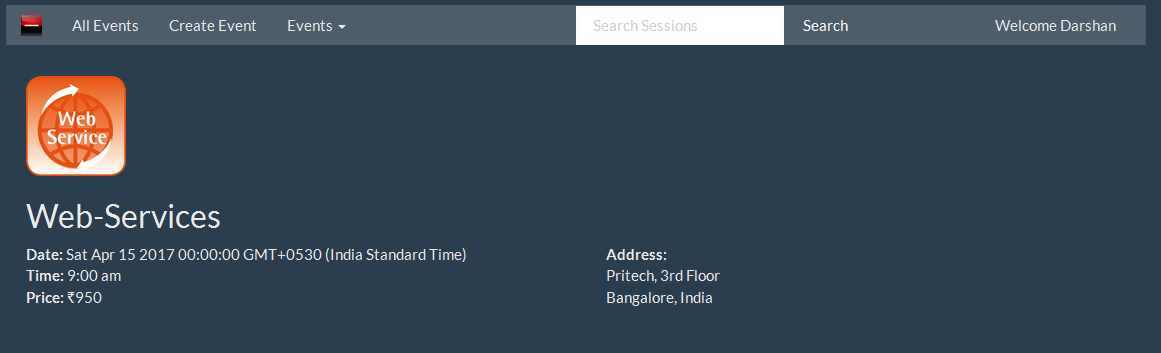 All Events Create Event Events Search Sessions Search Welcome Darshan
Web
Service
Web-Services
Date: Sat Apr 15 2017 00:00:00 GMT+0530 (India Standard Time)
Time: 9:00 am
Price: ₹950
Address:
Pritech, 3rd Floor
Bangalore, India